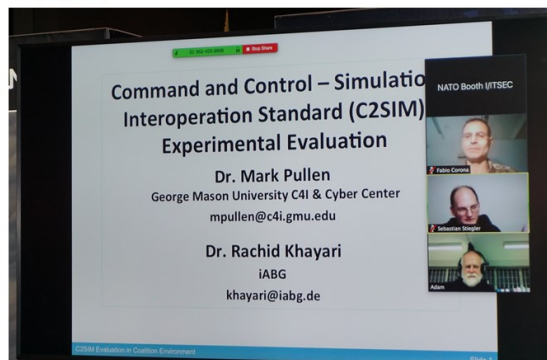 Stop Share
Command and Control – Simulatio
Interoperation Standard (C2SIM)
Experimental Evaluation
Dr. Mark Pullen
George Mason University C4I & Cyber Center
mpullen@c4i.gmu.edu
Dr. Rachid Khayari
iABG
khayari@iabg.de
C2SIM Evaluation in Coalition Environment
NATO Booth I/ITSEC
Fabio Corona
Sebastian Stiegler
Adam